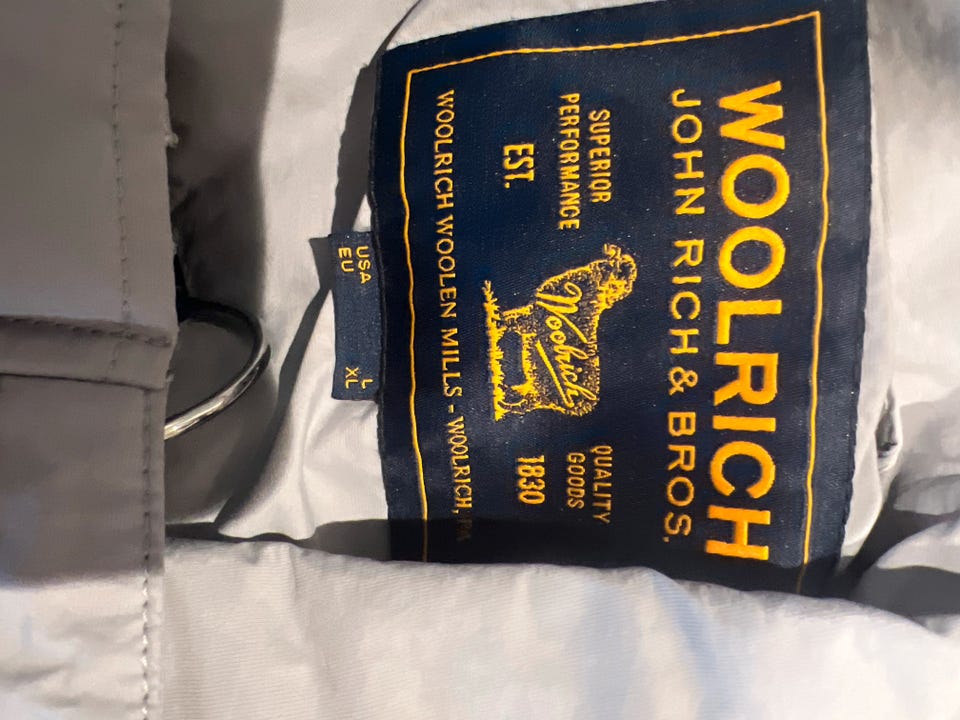 WOOLRICH
JOHN RICH & BROS.
SUPERIOR
PERFORMANCE
QUALITY
GOODS
Woolrich
EST.
1830
WOOLRICH WOOLEN MILLS - WOOLRICH, PA
USA L
EU XL